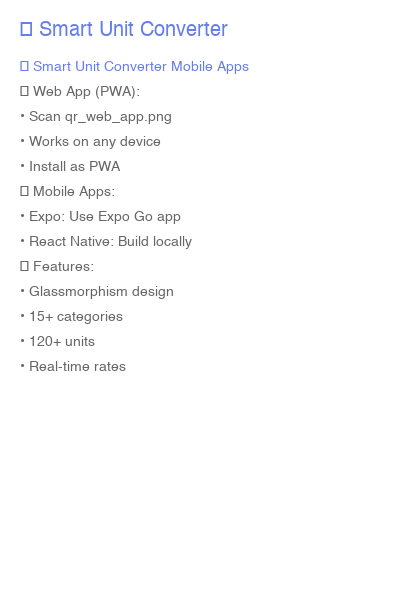 □ Smart Unit Converter
□ Smart Unit Converter Mobile Apps
□ Web App (PWA):
• Scan qr_web_app.png
• Works on any device
• Install as PWA
□ Mobile Apps:
• Expo: Use Expo Go app
• React Native: Build locally
□ Features:
• Glassmorphism design
• 15+ categories
• 120+ units
• Real-time rates